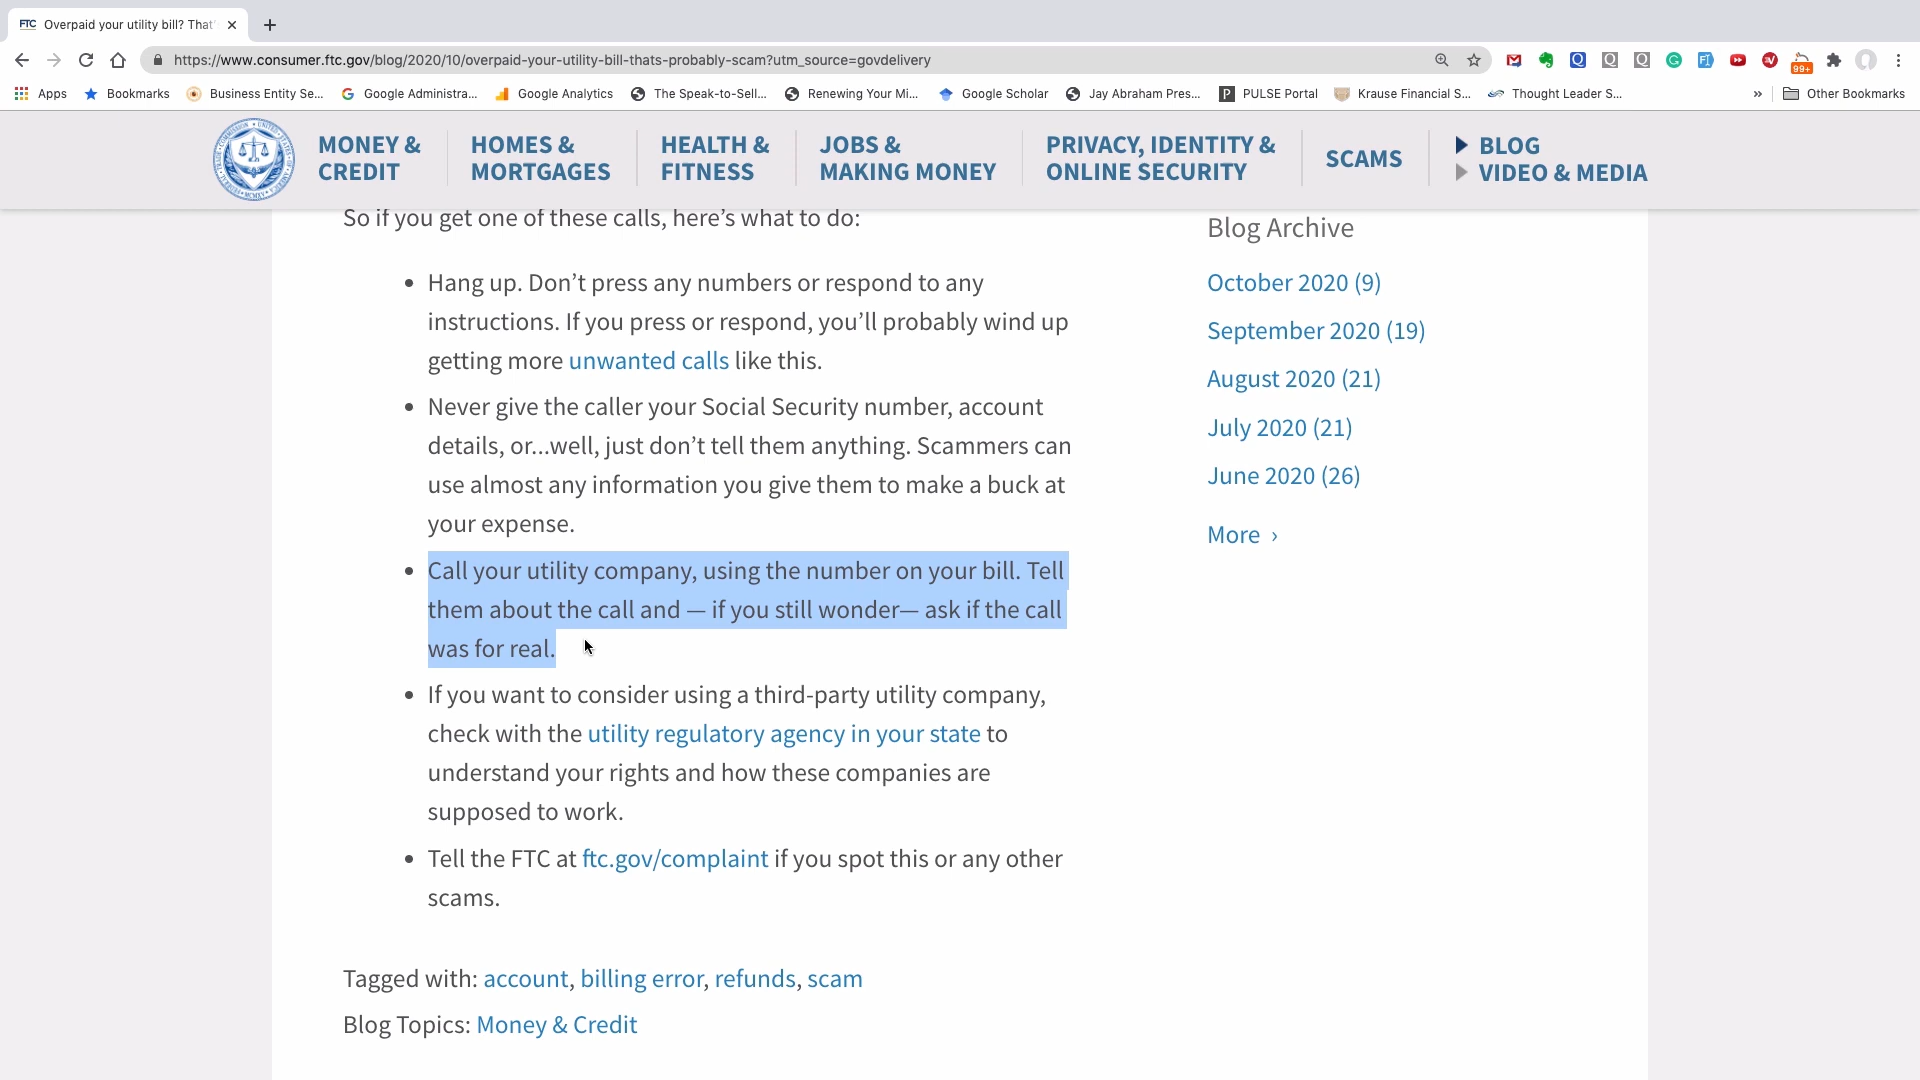 FTC Overpaid your utility bill? That'
https://www.consumer.ftc.gov/blog/2020/10/overpaid-your-utility-bill-thats-probably-scam?utm_source=govdelivery
99+
Apps Bookmarks Business Entity Se... Google Administra... Google Analytics The Speak-to-Sell... Renewing Your Mi... Google Scholar Jay Abraham Pres... PULSE Portal Krause Financial S... Thought Leader S... » Other Bookmarks
MONEY &
CREDIT
HOMES &
MORTGAGES
HEALTH &
FITNESS
JOBS &
MAKING MONEY
PRIVACY, IDENTITY &
ONLINE SECURITY
SCAMS
BLOG
VIDEO & MEDIA
So if you get one of these calls, here's what to do:
• Hang up. Don't press any numbers or respond to any
instructions. If you press or respond, you'll probably wind up
getting more unwanted calls like this.
• Never give the caller your Social Security number, account
details, or...well, just don't tell them anything. Scammers can
use almost any information you give them to make a buck at
your expense.
• Call your utility company, using the number on your bill. Tell
them about the call and — if you still wonder— ask if the call
was for real.
• If you want to consider using a third-party utility company,
check with the utility regulatory agency in your state to
understand your rights and how these companies are
supposed to work.
• Tell the FTC at ftc.gov/complaint if you spot this or any other
scams.
Tagged with: account, billing error, refunds, scam
Blog Topics: Money & Credit
Blog Archive
October 2020 (9)
September 2020 (19)
August 2020 (21)
July 2020 (21)
June 2020 (26)
More ›